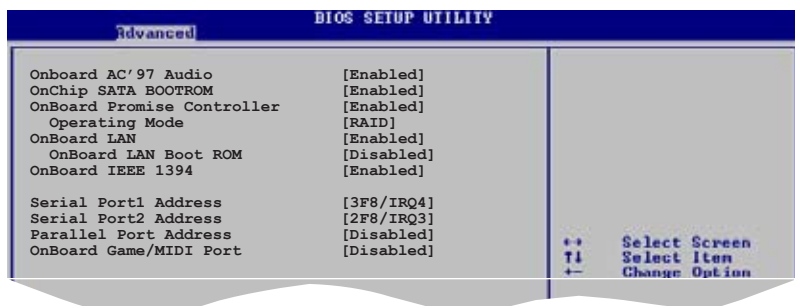 BIOS SETUP UTILITY
Advanced
Onboard AC'97 Audio [Enabled]
OnChip SATA BOOTROM [Enabled]
OnBoard Promise Controller [Enabled]
Operating Mode [RAID]
OnBoard LAN [Enabled]
OnBoard LAN Boot ROM [Disabled]
OnBoard IEEE 1394 [Enabled]
Serial Port1 Address [3F8/IRQ4]
Serial Port2 Address [2F8/IRQ3]
Parallel Port Address [Disabled]
OnBoard Game/MIDI Port [Disabled]
←→ Select Screen
↑↓ Select Item
+- Change Option